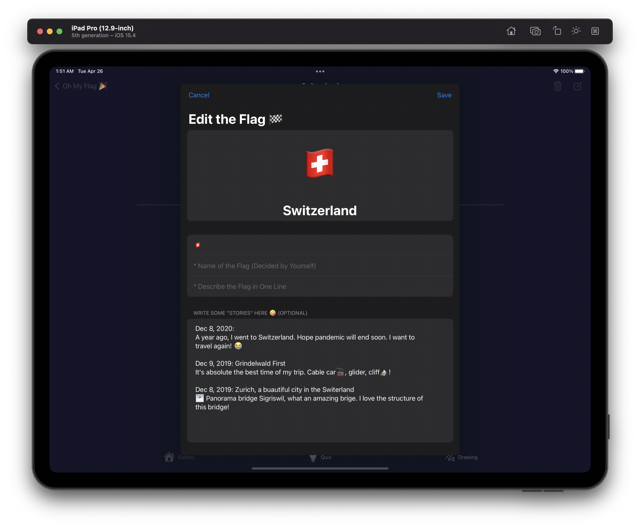 iPad Pro (12.9-inch)
5th generation – iOS 15.4
1:51 AM Tue Apr 26
100%
Oh My Flag 🎉
Cancel
Save
Edit the Flag 🏁
🇨🇭
Switzerland
🇨🇭
* Name of the Flag (Decided by Yourself)
* Describe the Flag in One Line
WRITE SOME "STORIES" HERE 😜 (OPTIONAL)
Dec 8, 2020:
A year ago, I went to Switzerland. Hope pandemic will end soon. I want to
travel again! 😭
Dec 9, 2019: Grindelwald First
It's absolute the best time of my trip. Cable car🚠, glider, cliff🧗 !
Dec 8, 2019: Zurich, a buautiful city in the Switerland
🌁 Panorama bridge Sigriswil, what an amazing brige. I love the structure of
this bridge!
Quiz
Drawing